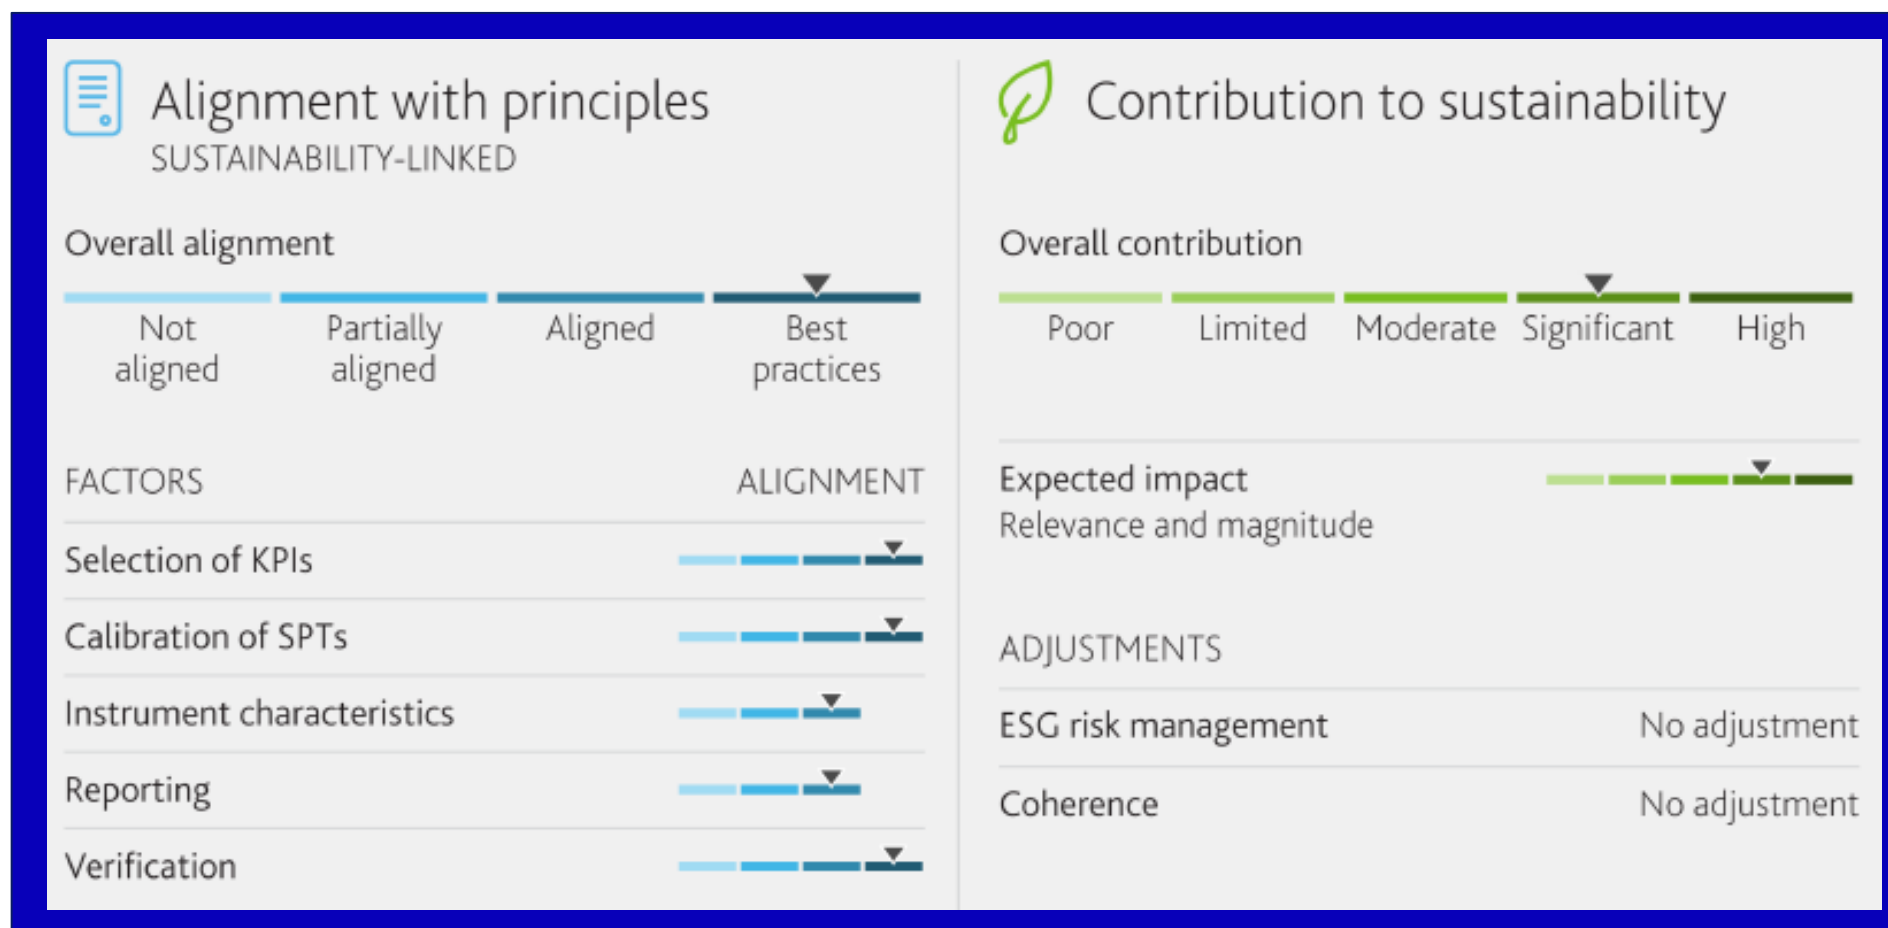 Alignment with principles
SUSTAINABILITY-LINKED
Overall alignment
Not aligned
Partially aligned
Aligned
Best practices
FACTORS
ALIGNMENT
Selection of KPIs
Calibration of SPTs
Instrument characteristics
Reporting
Verification
Contribution to sustainability
Overall contribution
Poor
Limited
Moderate
Significant
High
Expected impact
Relevance and magnitude
ADJUSTMENTS
ESG risk management
No adjustment
Coherence
No adjustment